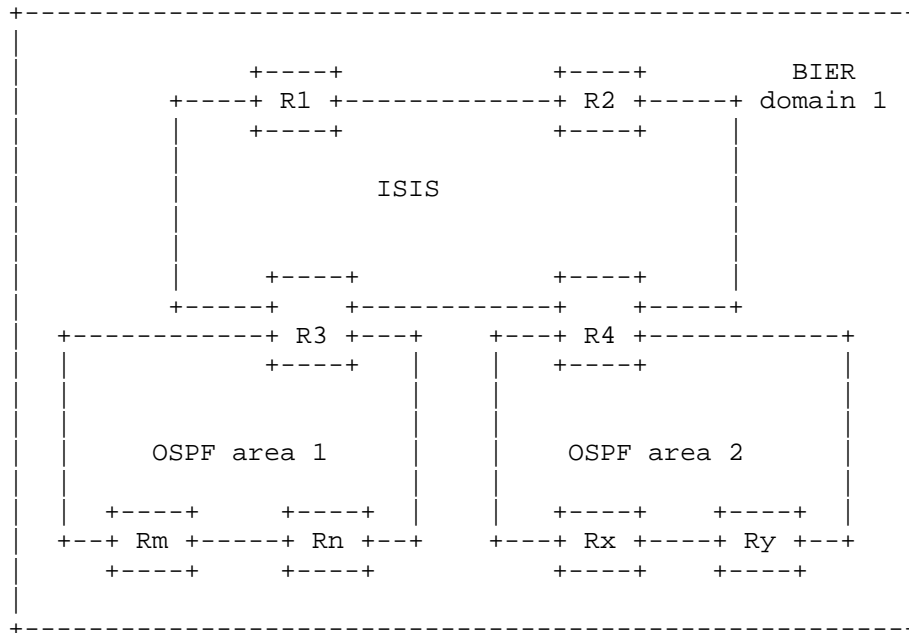 BIER
R1 R2 domain 1
ISIS
R3 R4
OSPF area 1 OSPF area 2
Rm Rn Rx Ry